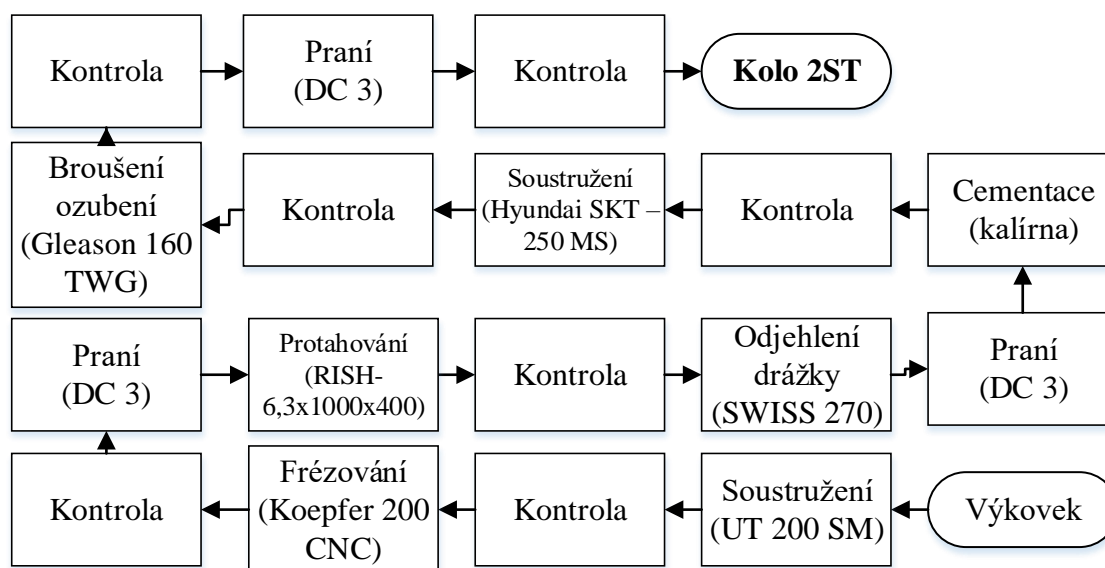 Kontrola
Praní
(DC 3)
Kontrola
Kolo 2ST
Broušení
ozubení
(Gleason 160
TWG)
Kontrola
Soustružení
(Hyundai SKT –
250 MS)
Kontrola
Cementace
(kalírna)
Praní
(DC 3)
Protahování
(RISH-
6,3x1000x400)
Kontrola
Odjehlení
drážky
(SWISS 270)
Praní
(DC 3)
Kontrola
Frézování
(Koepfer 200
CNC)
Kontrola
Soustružení
(UT 200 SM)
Výkovek